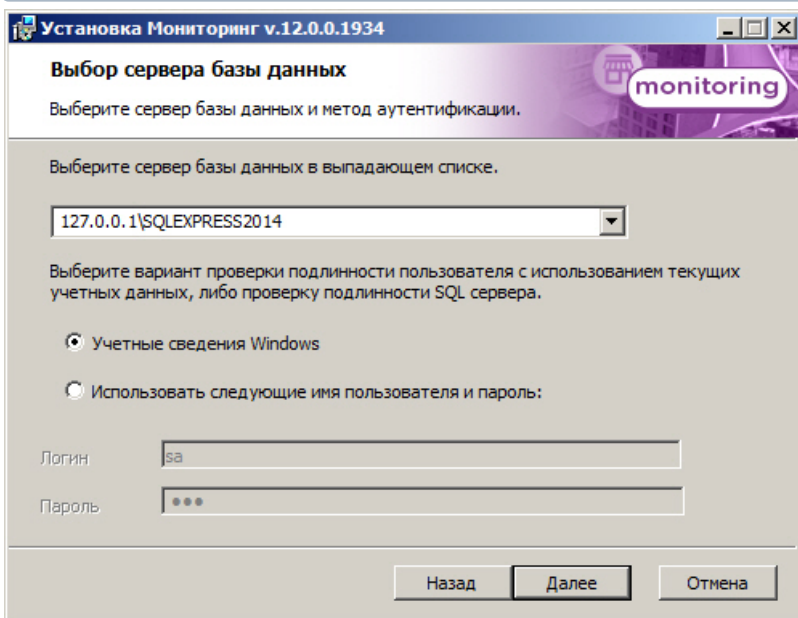 Установка Мониторинг v.12.0.0.1934
Выбор сервера базы данных
Выберите сервер базы данных и метод аутентификации.
monitoring
Выберите сервер базы данных в выпадающем списке.
127.0.0.1\SQLEXPRESS2014
Выберите вариант проверки подлинности пользователя с использованием текущих
учетных данных, либо проверку подлинности SQL сервера.
Учетные сведения Windows
Использовать следующие имя пользователя и пароль:
Логин
sa
Пароль
●●●
Назад
Далее
Отмена